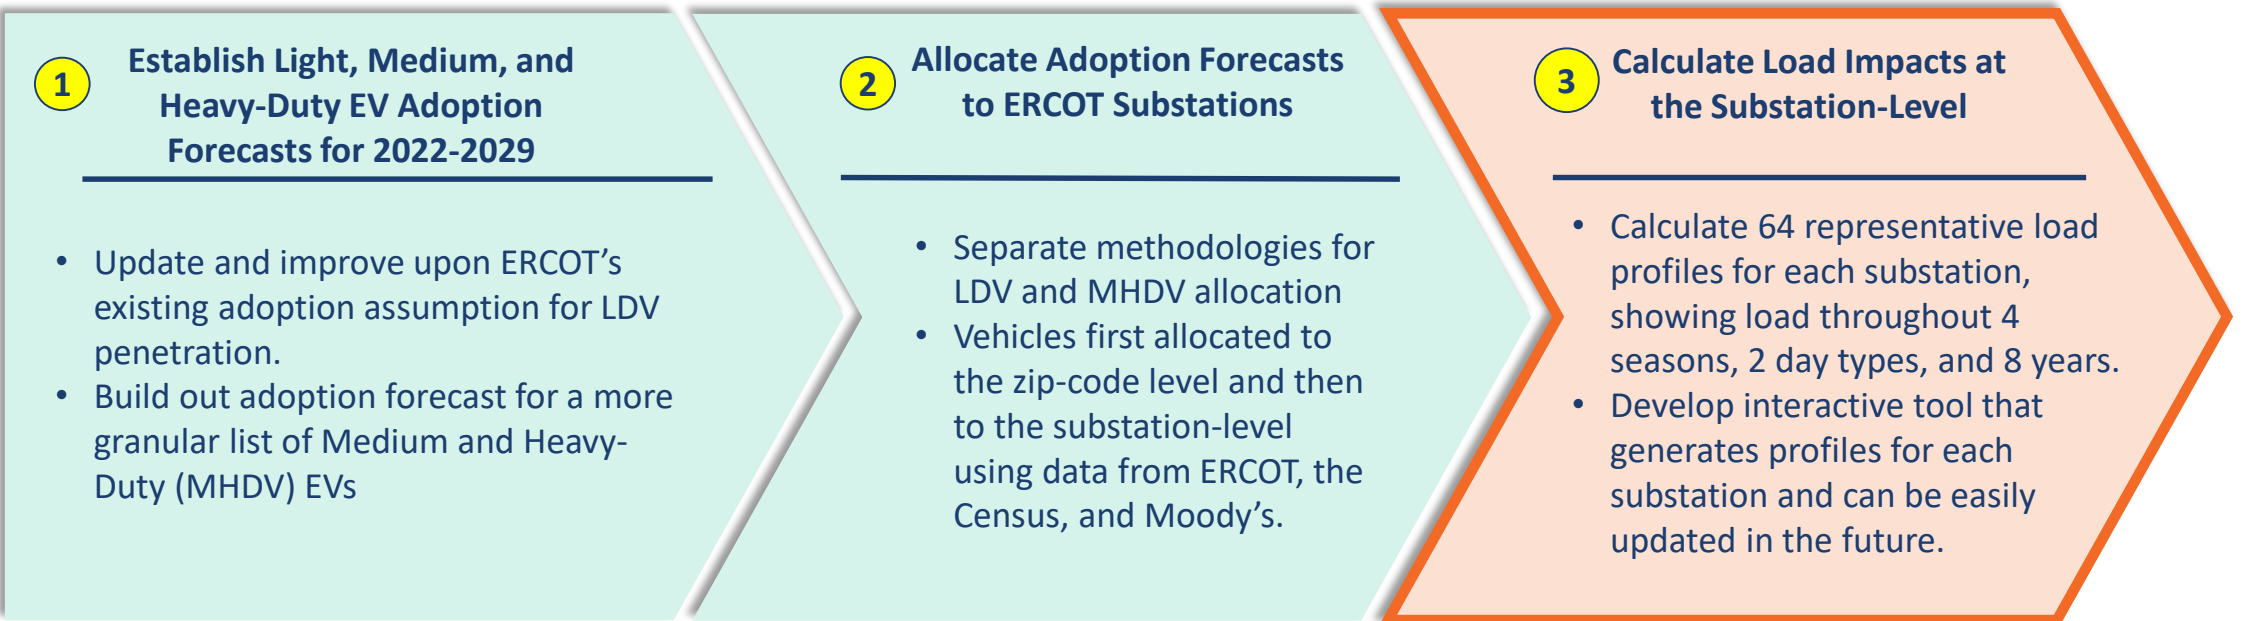 1
Establish Light, Medium, and
Heavy-Duty EV Adoption
Forecasts for 2022-2029
• Update and improve upon ERCOT’s
existing adoption assumption for LDV
penetration.
• Build out adoption forecast for a more
granular list of Medium and Heavy-
Duty (MHDV) EVs
2
Allocate Adoption Forecasts
to ERCOT Substations
• Separate methodologies for
LDV and MHDV allocation
• Vehicles first allocated to
the zip-code level and then
to the substation-level
using data from ERCOT, the
Census, and Moody’s.
3
Calculate Load Impacts at
the Substation-Level
• Calculate 64 representative load
profiles for each substation,
showing load throughout 4
seasons, 2 day types, and 8 years.
• Develop interactive tool that
generates profiles for each
substation and can be easily
updated in the future.